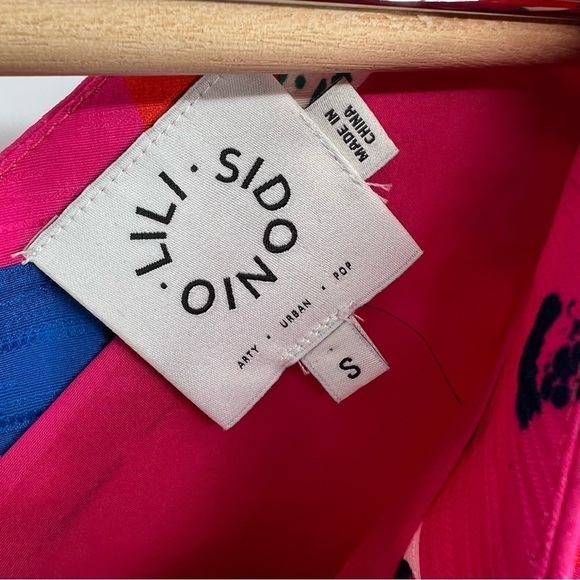 LILI · SIDONIO ·
ARTY · URBAN · POP
MADE IN
CHINA
S